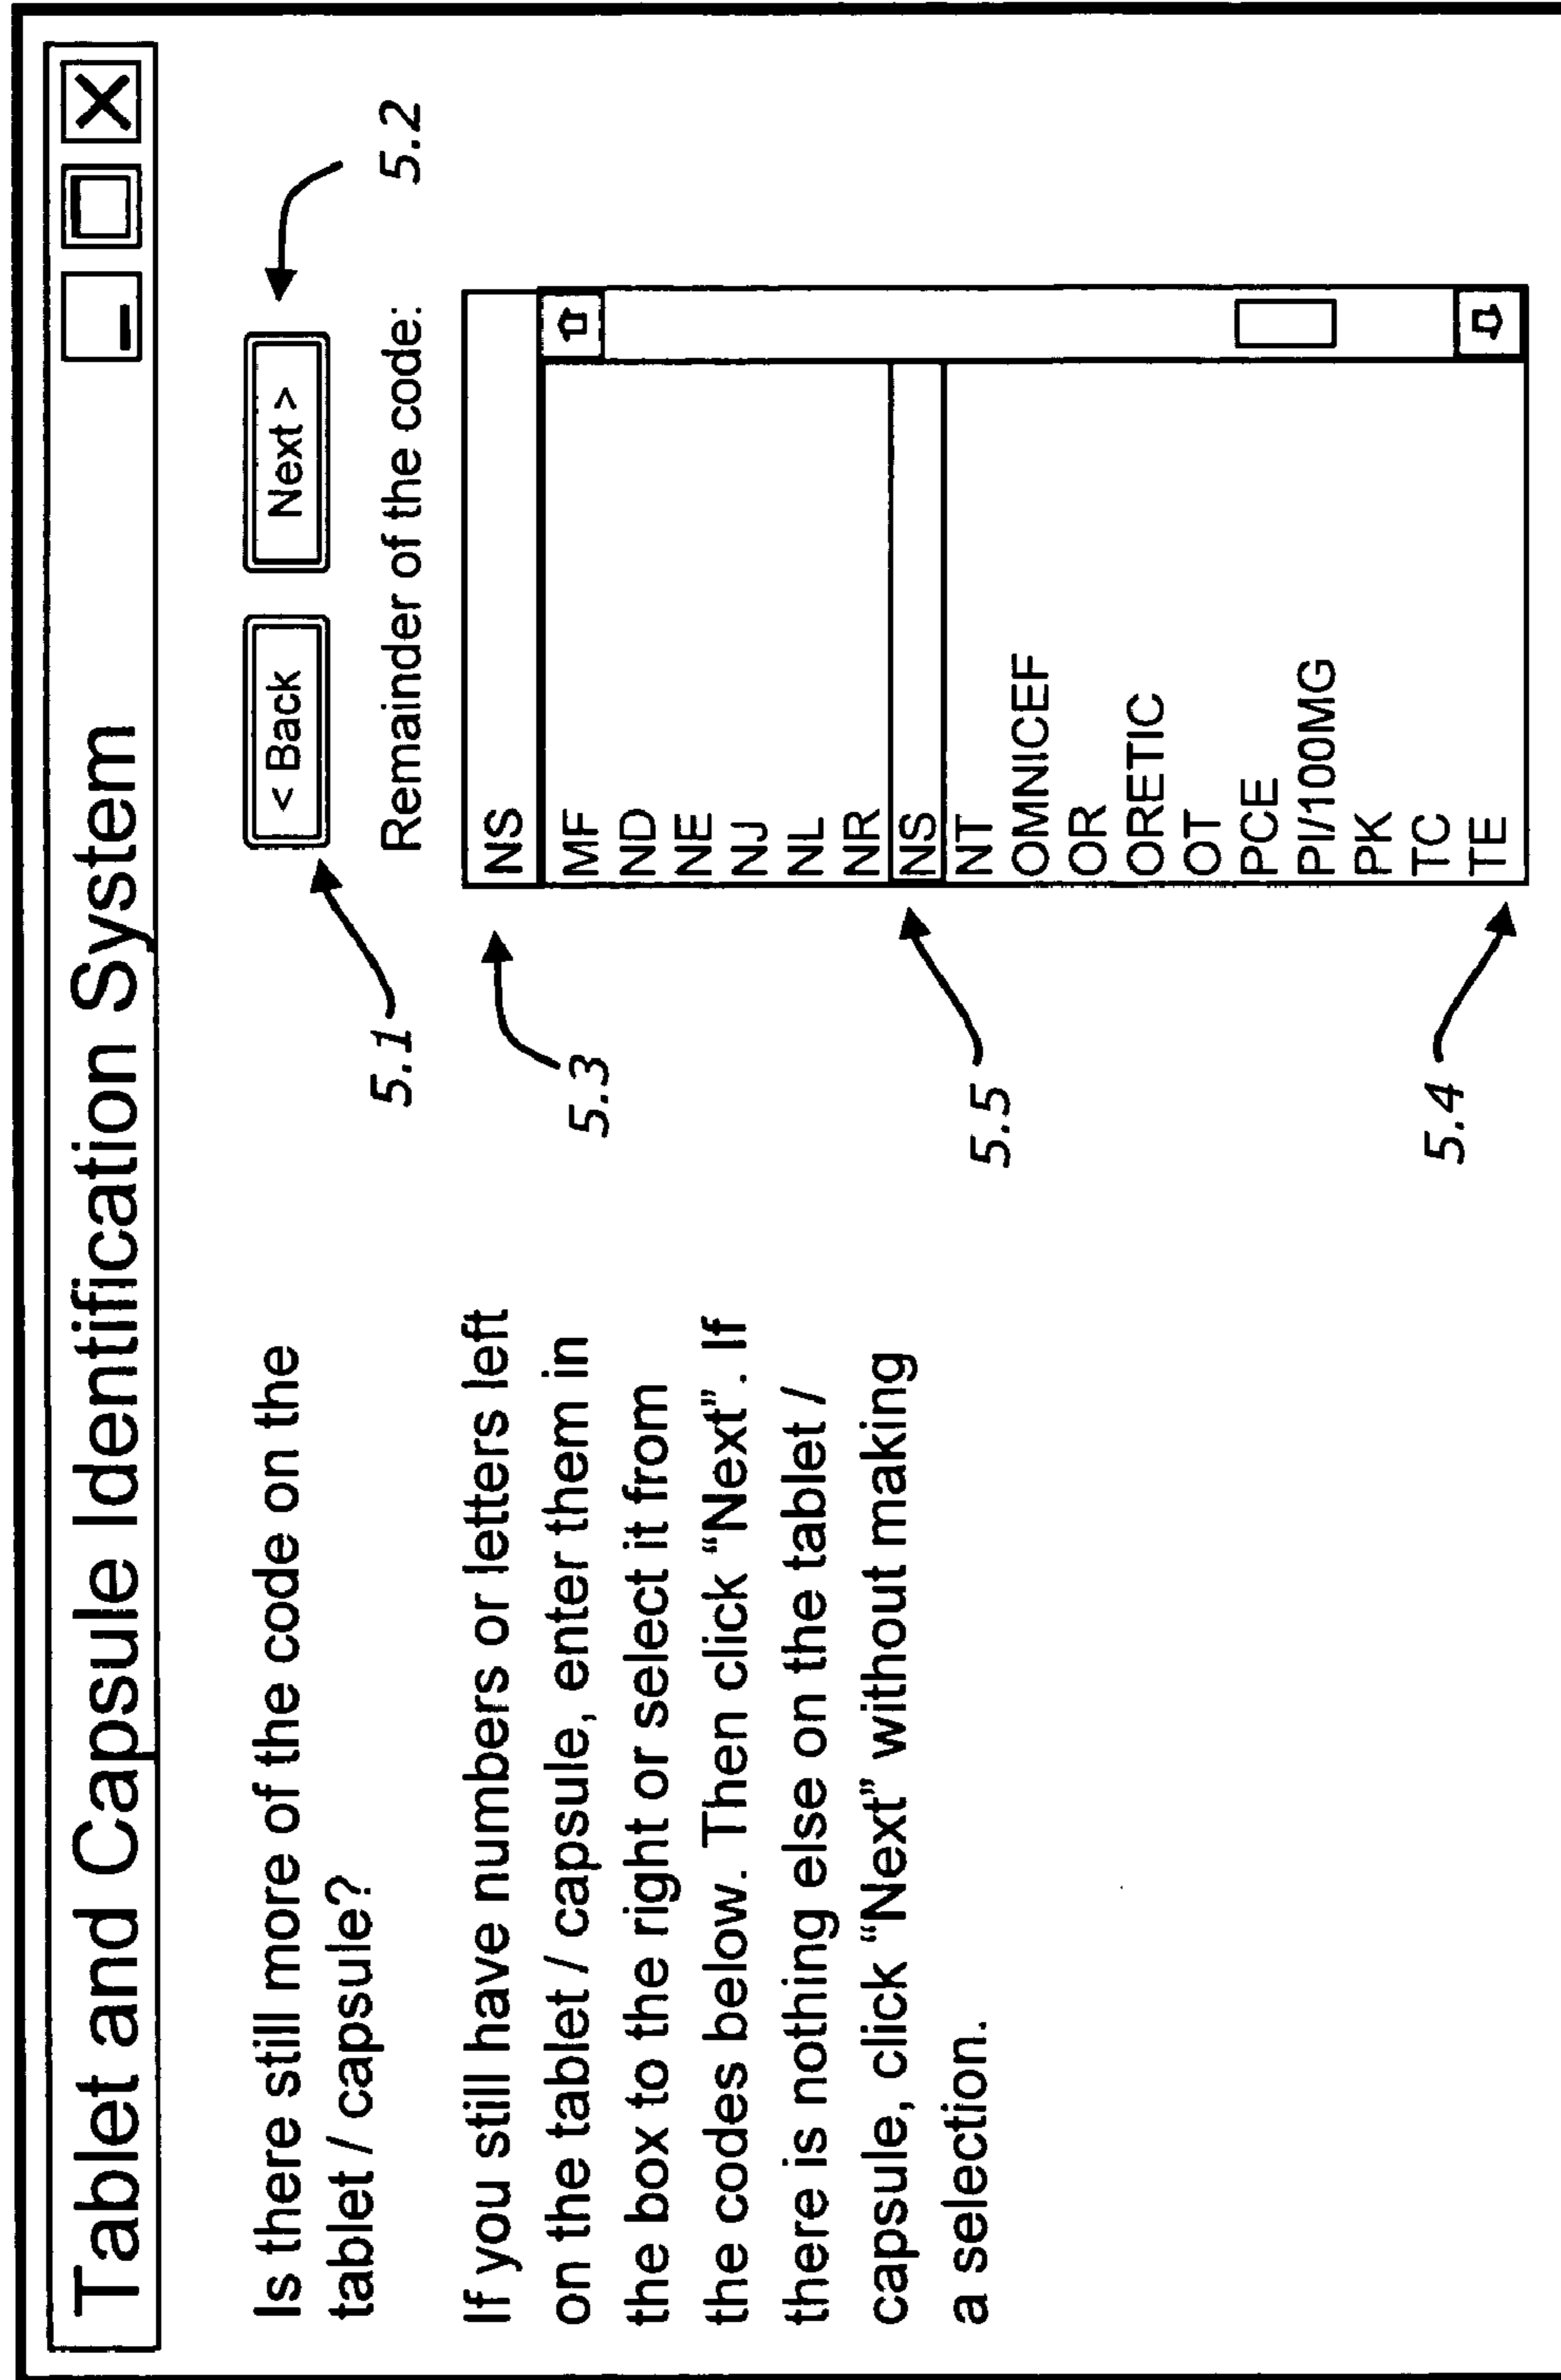 Tablet and Capsule Identification System
Is there still more of the code on the
tablet / capsule?
If you still have numbers or letters left
on the tablet / capsule, enter them in
the box to the right or select it from
the codes below. Then click “Next”. If
there is nothing else on the tablet /
capsule, click “Next” without making
a selection.
< Back
Next >
5.1
5.2
Remainder of the code:
5.3
NS
MF
ND
NE
NJ
NL
NR
5.5
NS
NT
OMNICEF
OR
ORETIC
OT
PCE
PI/100MG
PK
TC
TE
5.4